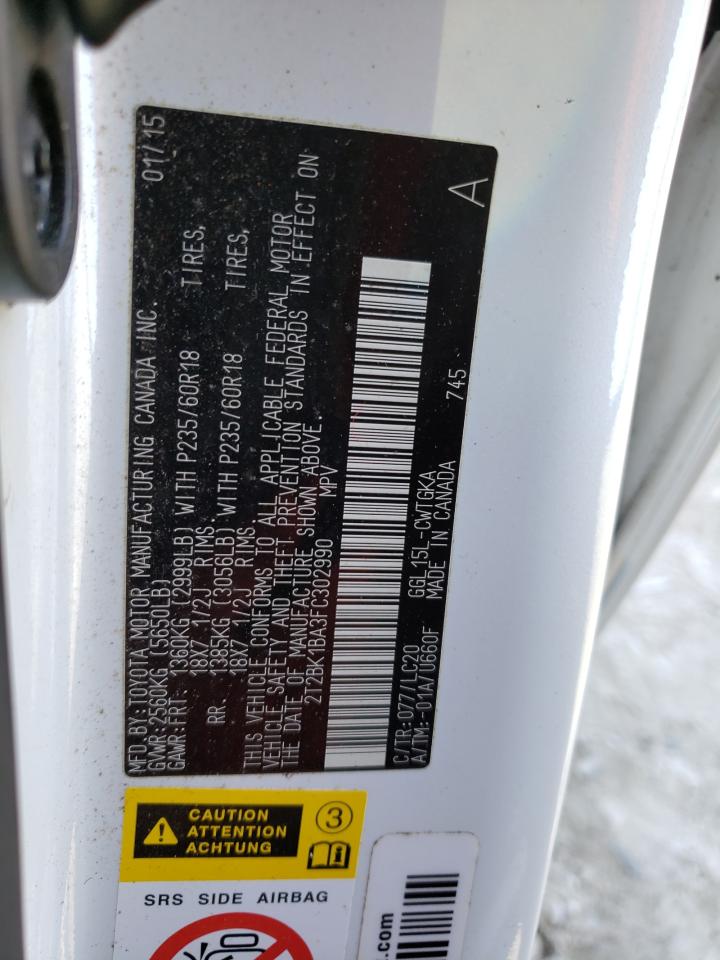 MFD.BY:TOYOTA MOTOR MANUFACTURING CANADA INC. 01/15
GVWR:2560KG (5650LB)
GAWR:FRT. 1360KG (2999LB) WITH P235/60R18 TIRES,
18X7 1/2J RIMS.
RR. 1385KG (3056LB) WITH P235/60R18 TIRES,
18X7 1/2J RIMS.
THIS VEHICLE CONFORMS TO ALL APPLICABLE FEDERAL MOTOR
VEHICLE SAFETY AND THEFT PREVENTION STANDARDS IN EFFECT ON
THE DATE OF MANUFACTURE SHOWN ABOVE.
2T2BK1BA3FC302990 MPV
C/TR:077/LC20 GGL15L-CWTGKA 745 A
A/TM:-01A/U660F MADE IN CANADA
CAUTION
ATTENTION
ACHTUNG
3
SRS SIDE AIRBAG